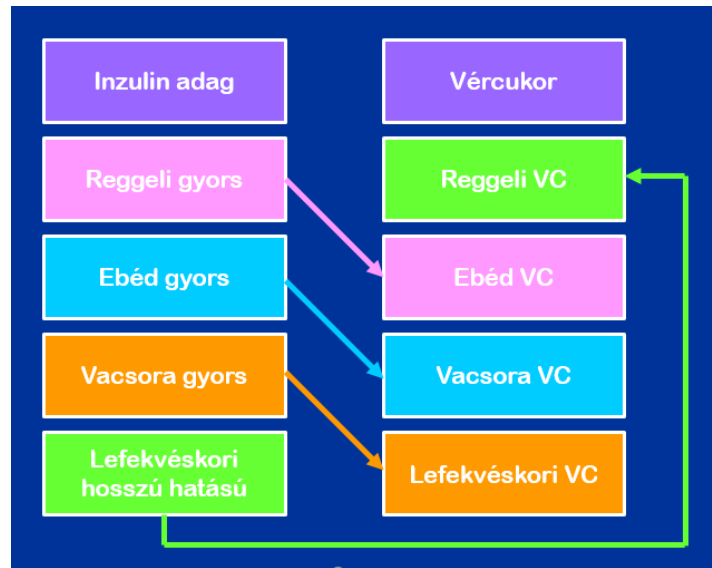 Inzulin adag
Vércukor
Reggeli gyors
Reggeli VC
Ebéd gyors
Ebéd VC
Vacsora gyors
Vacsora VC
Lefekvéskori
hosszú hatású
Lefekvéskori VC